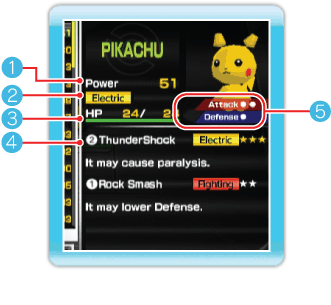 PIKACHU
1 Power 51
2 Electric
3 HP 24/ 2
Attack
Defense
5
4 2 ThunderShock Electric ★★★
It may cause paralysis.
1 Rock Smash Fighting ★★
It may lower Defense.